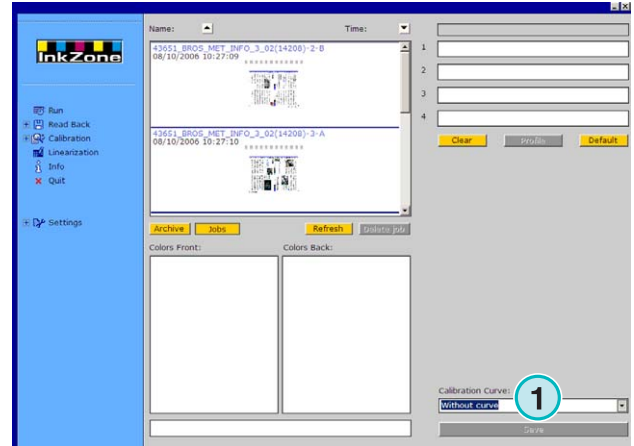 InkZone
Run
Read Back
Calibration
Linearization
Info
Quit
Settings
Name:
Time:
43651_BROS_MET_INFO_3_02(14208)-2-B
08/10/2006 10:27:09
43651_BROS_MET_INFO_3_02(14208)-3-A
08/10/2006 10:27:10
Archive
Jobs
Refresh
Delete job
Colors Front:
Colors Back:
1
2
3
4
Clear
Profile
Default
Calibration Curve:
Without curve
1
Save